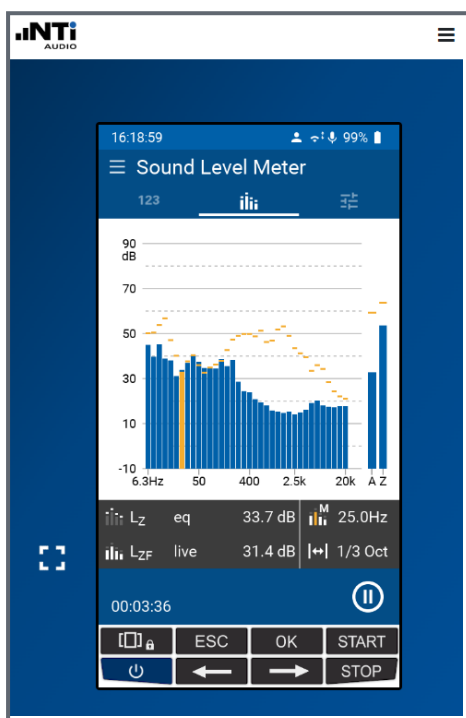 NTi
AUDIO
16:18:59 99%
Sound Level Meter
123
90
dB
70
50
30
10
-10
6.3Hz 50 400 2.5k 20k A Z
LZ eq 33.7 dB M 25.0Hz
LZF live 31.4 dB 1/3 Oct
00:03:36
ESC OK START
STOP